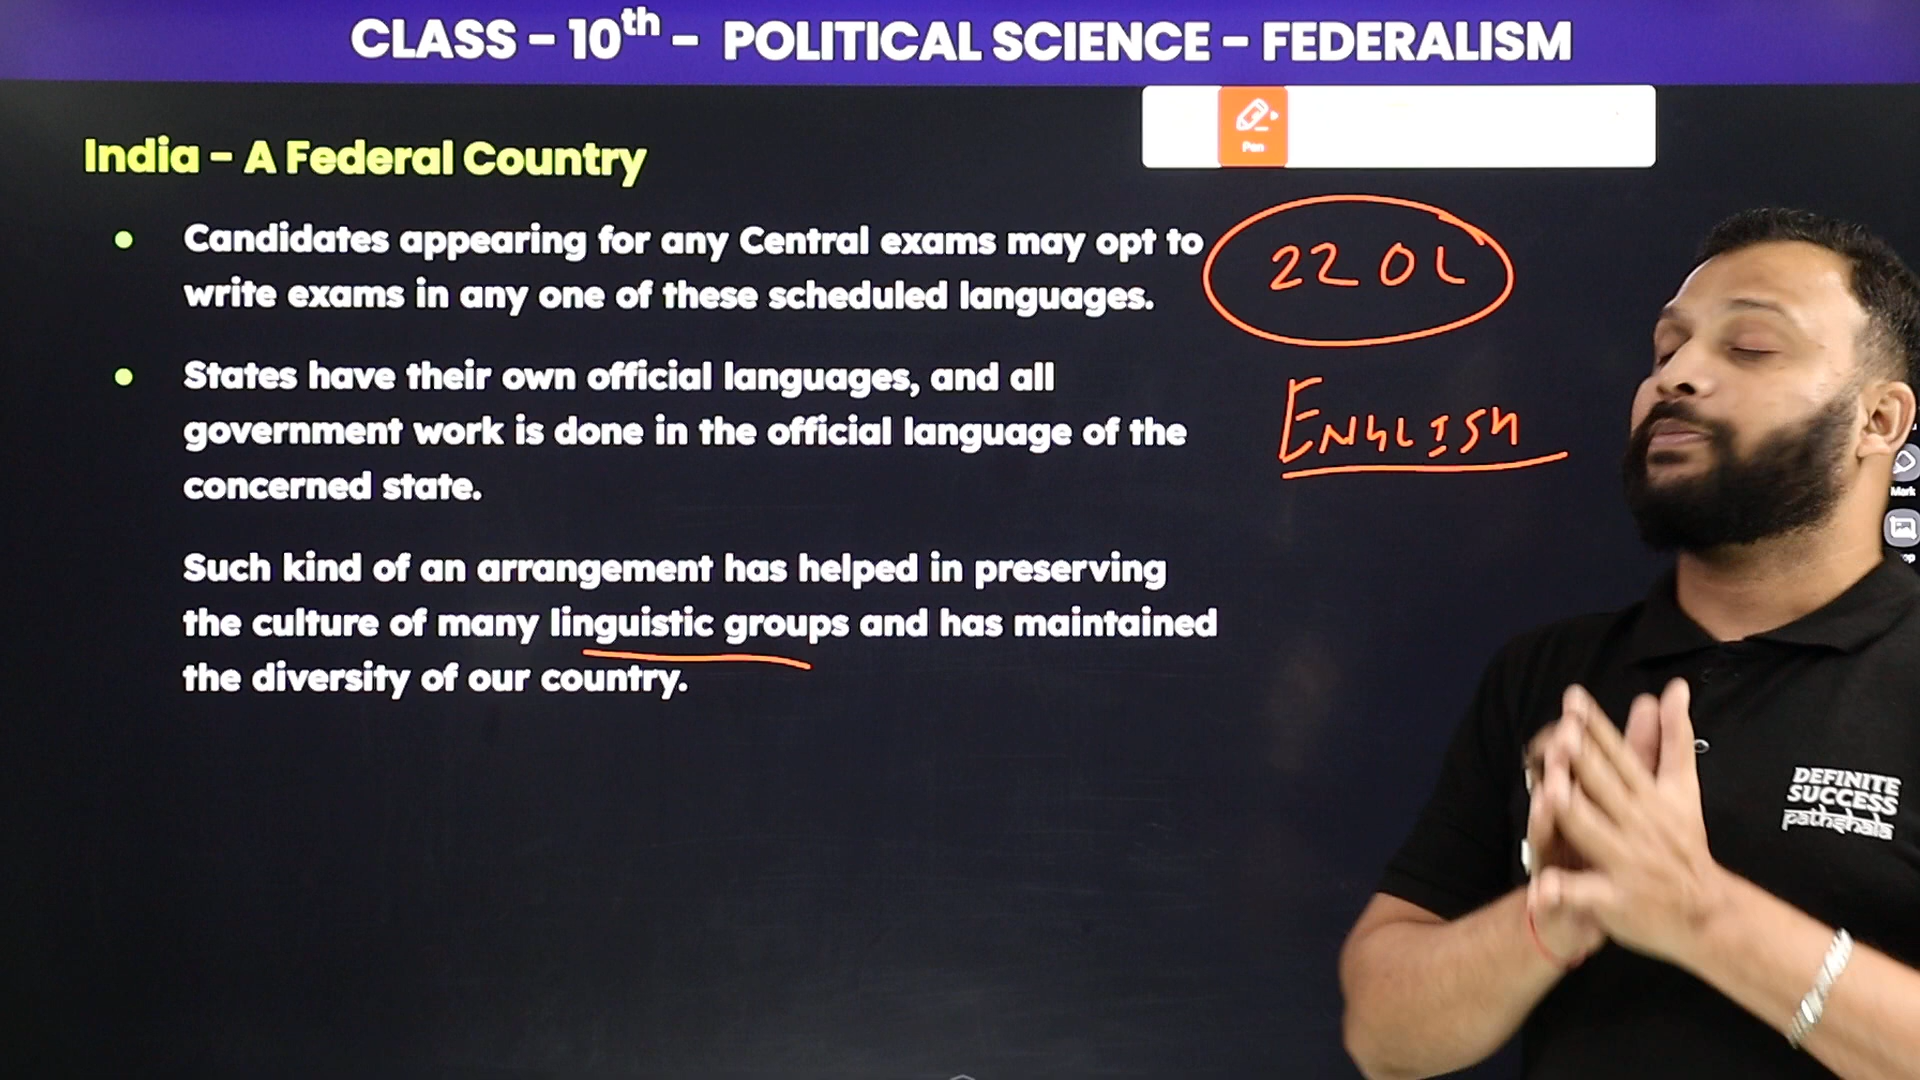 CLASS – 10th – POLITICAL SCIENCE – FEDERALISM
Pen
India – A Federal Country
• Candidates appearing for any Central exams may opt to
write exams in any one of these scheduled languages.
22 OL
• States have their own official languages, and all
government work is done in the official language of the
concerned state.
ENGLISH
Such kind of an arrangement has helped in preserving
the culture of many linguistic groups and has maintained
the diversity of our country.
Mark
DEFINITE
SUCCESS
pathshala